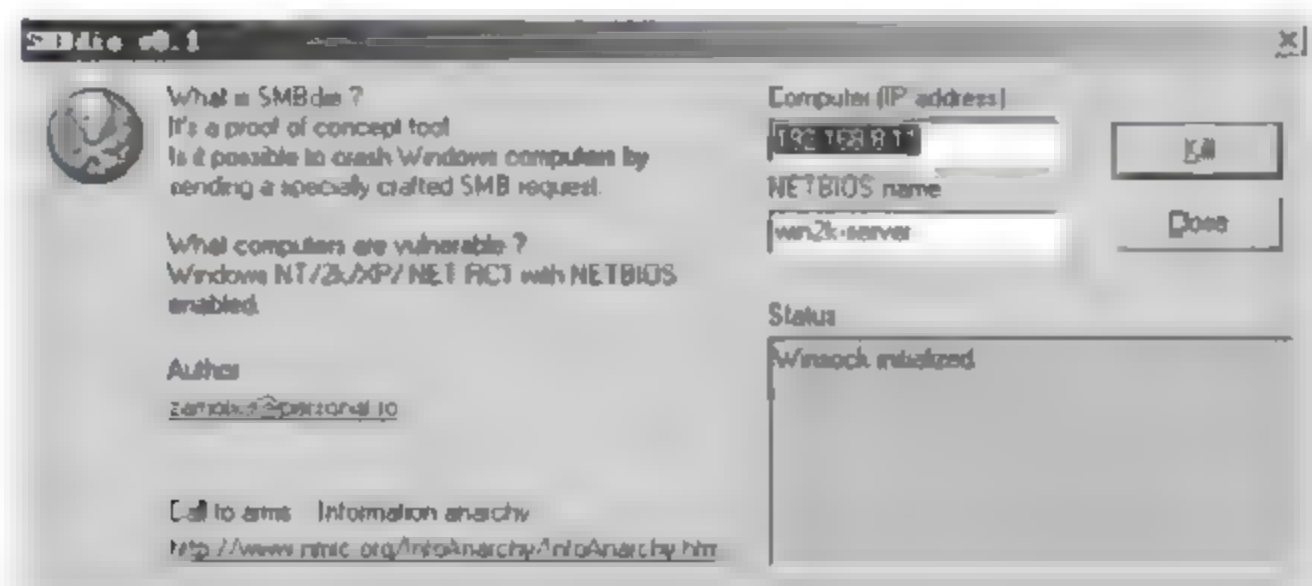 SMBdie v0.1
What is SMBdie ?
It's a proof of concept tool
Is it possible to crash Windows computers by
sending a specially crafted SMB request.
What computers are vulnerable ?
Windows NT/2k/XP/.NET RC1 with NETBIOS
enabled.
Author
Call to arms Information anarchy
Computer (IP address)
NETBIOS name
win2k-server
Kill
Close
Status
Winsock initialized